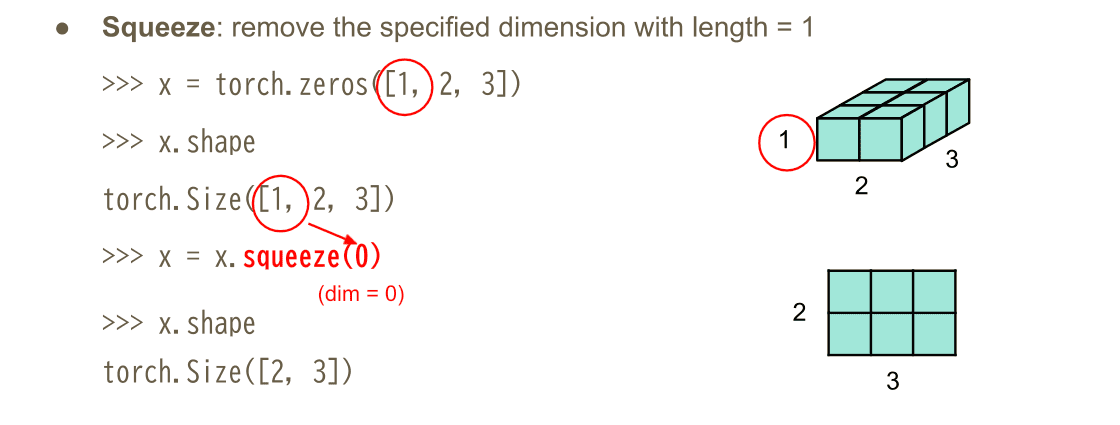 ● Squeeze: remove the specified dimension with length = 1
>>> x = torch.zeros([1, 2, 3])
>>> x.shape
torch.Size([1, 2, 3])
>>> x = x.squeeze(0)
(dim = 0)
>>> x.shape
torch.Size([2, 3])
1
2
3
2
3